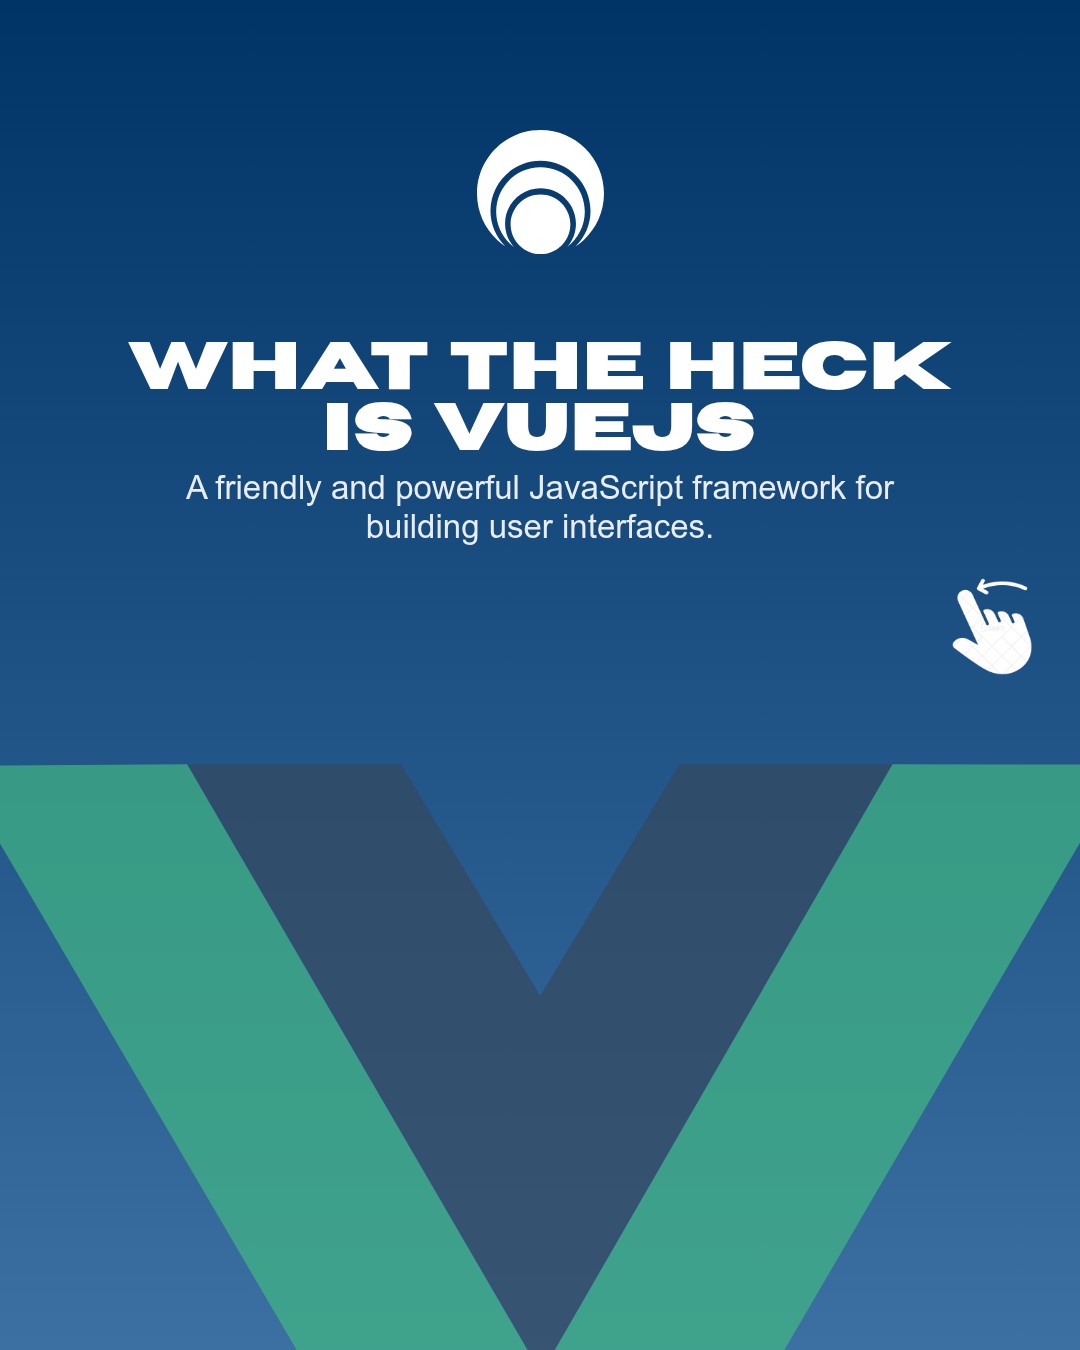 WHAT THE HECK
IS VUEJS
A friendly and powerful JavaScript framework for
building user interfaces.